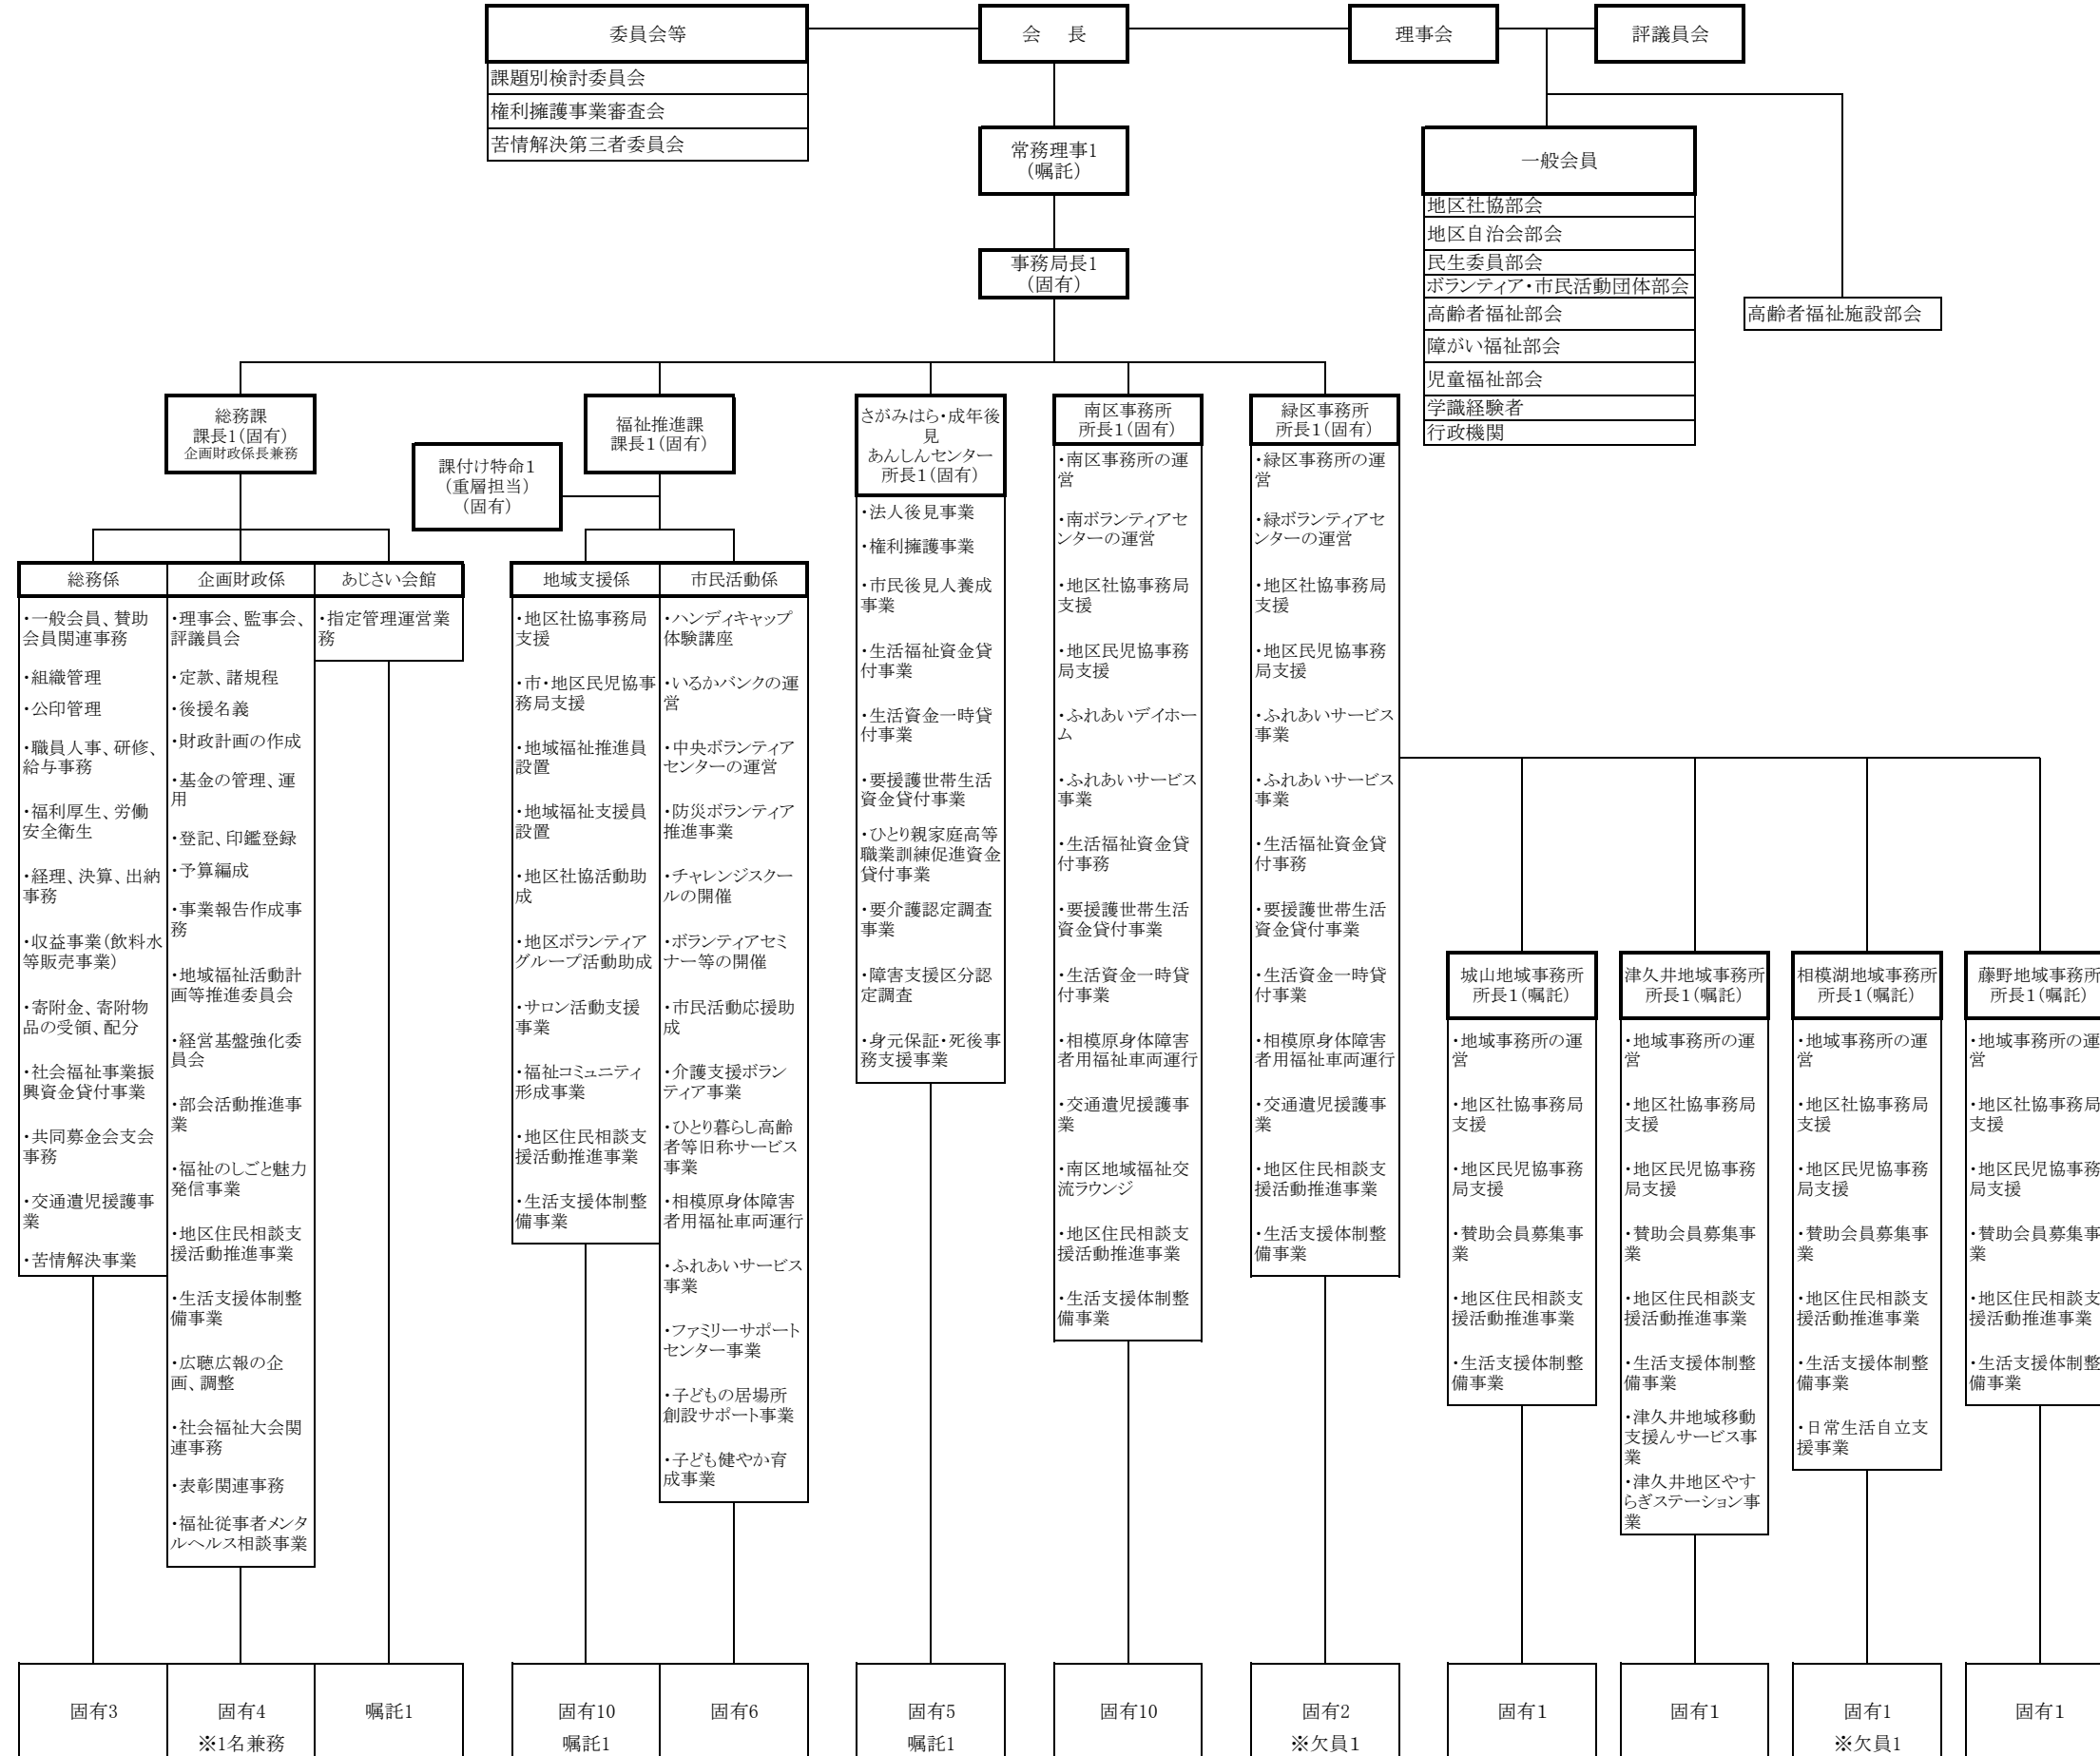 委員会等
課題別検討委員会
権利擁護事業審査会
苦情解決第三者委員会
会　長
理事会
評議員会
常務理事1
（嘱託）
事務局長1
（固有）
一般会員
地区社協部会
地区自治会部会
民生委員部会
ボランティア・市民活動団体部会
高齢者福祉部会
障がい福祉部会
児童福祉部会
学識経験者
行政機関
高齢者福祉施設部会
総務課
課長1（固有）
企画財政係長兼務
福祉推進課
課長1（固有）
課付け特命1
（重層担当）
（固有）
さがみはら・成年後
見
あんしんセンター
所長1（固有）
南区事務所
所長1（固有）
緑区事務所
所長1（固有）
総務係
・一般会員、賛助
会員関連事務
・組織管理
・公印管理
・職員人事、研修、
給与事務
・福利厚生、労働
安全衛生
・経理、決算、出納
事務
・収益事業（飲料水
等販売事業）
・寄附金、寄附物
品の受領、配分
・社会福祉事業振
興資金貸付事業
・共同募金会支会
事務
・交通遺児援護事
業
・苦情解決事業
企画財政係
・理事会、監事会、
評議員会
・定款、諸規程
・後援名義
・財政計画の作成
・基金の管理、運
用
・登記、印鑑登録
・予算編成
・事業報告作成事
務
・地域福祉活動計
画等推進委員会
・経営基盤強化委
員会
・部会活動推進事
業
・福祉のしごと魅力
発信事業
・地区住民相談支
援活動推進事業
・生活支援体制整
備事業
・広聴広報の企
画、調整
・社会福祉大会関
連事務
・表彰関連事務
・福祉従事者メンタ
ルヘルス相談事業
あじさい会館
・指定管理運営業
務
地域支援係
・地区社協事務局
支援
・市・地区民児協事
務局支援
・地域福祉推進員
設置
・地域福祉支援員
設置
・地区社協活動助
成
・地区ボランティア
グループ活動助成
・サロン活動支援
事業
・福祉コミュニティ
形成事業
・地区住民相談支
援活動推進事業
・生活支援体制整
備事業
市民活動係
・ハンディキャップ
体験講座
・いるかバンクの運
営
・中央ボランティア
センターの運営
・防災ボランティア
推進事業
・チャレンジスクー
ルの開催
・ボランティアセミ
ナー等の開催
・市民活動応援助
成
・介護支援ボラン
ティア事業
・ひとり暮らし高齢
者等旧称サービス
事業
・相模原身体障害
者用福祉車両運行
・ふれあいサービス
事業
・ファミリーサポート
センター事業
・子どもの居場所
創設サポート事業
・子ども健やか育
成事業
・法人後見事業
・権利擁護事業
・市民後見人養成
事業
・生活福祉資金貸
付事業
・生活資金一時貸
付事業
・要援護世帯生活
資金貸付事業
・ひとり親家庭高等
職業訓練促進資金
貸付事業
・要介護認定調査
事業
・障害支援区分認
定調査
・身元保証・死後事
務支援事業
・南区事務所の運
営
・南ボランティアセ
ンターの運営
・地区社協事務局
支援
・地区民児協事務
局支援
・ふれあいデイホー
ム
・ふれあいサービス
事業
・生活福祉資金貸
付事務
・要援護世帯生活
資金貸付事業
・生活資金一時貸
付事業
・相模原身体障害
者用福祉車両運行
・交通遺児援護事
業
・南区地域福祉交
流ラウンジ
・地区住民相談支
援活動推進事業
・生活支援体制整
備事業
・緑区事務所の運
営
・緑ボランティアセ
ンターの運営
・地区社協事務局
支援
・地区民児協事務
局支援
・ふれあいサービス
事業
・ふれあいサービス
事業
・生活福祉資金貸
付事務
・要援護世帯生活
資金貸付事業
・生活資金一時貸
付事業
・相模原身体障害
者用福祉車両運行
・交通遺児援護事
業
・地区住民相談支
援活動推進事業
・生活支援体制整
備事業
城山地域事務所
所長1（嘱託）
・地域事務所の運
営
・地区社協事務局
支援
・地区民児協事務
局支援
・賛助会員募集事
業
・地区住民相談支
援活動推進事業
・生活支援体制整
備事業
津久井地域事務所
所長1（嘱託）
・地域事務所の運
営
・地区社協事務局
支援
・地区民児協事務
局支援
・賛助会員募集事
業
・地区住民相談支
援活動推進事業
・生活支援体制整
備事業
・津久井地域移動
支援んサービス事
業
・津久井地区やす
らぎステーション事
業
相模湖地域事務所
所長1（嘱託）
・地域事務所の運
営
・地区社協事務局
支援
・地区民児協事務
局支援
・賛助会員募集事
業
・地区住民相談支
援活動推進事業
・生活支援体制整
備事業
・日常生活自立支
援事業
藤野地域事務所
所長1（嘱託）
・地域事務所の運
営
・地区社協事務局
支援
・地区民児協事務
局支援
・賛助会員募集事
業
・地区住民相談支
援活動推進事業
・生活支援体制整
備事業
固有3
固有4
※1名兼務
嘱託1
固有10
嘱託1
固有6
固有5
嘱託1
固有10
固有2
※欠員1
固有1
固有1
固有1
※欠員1
固有1